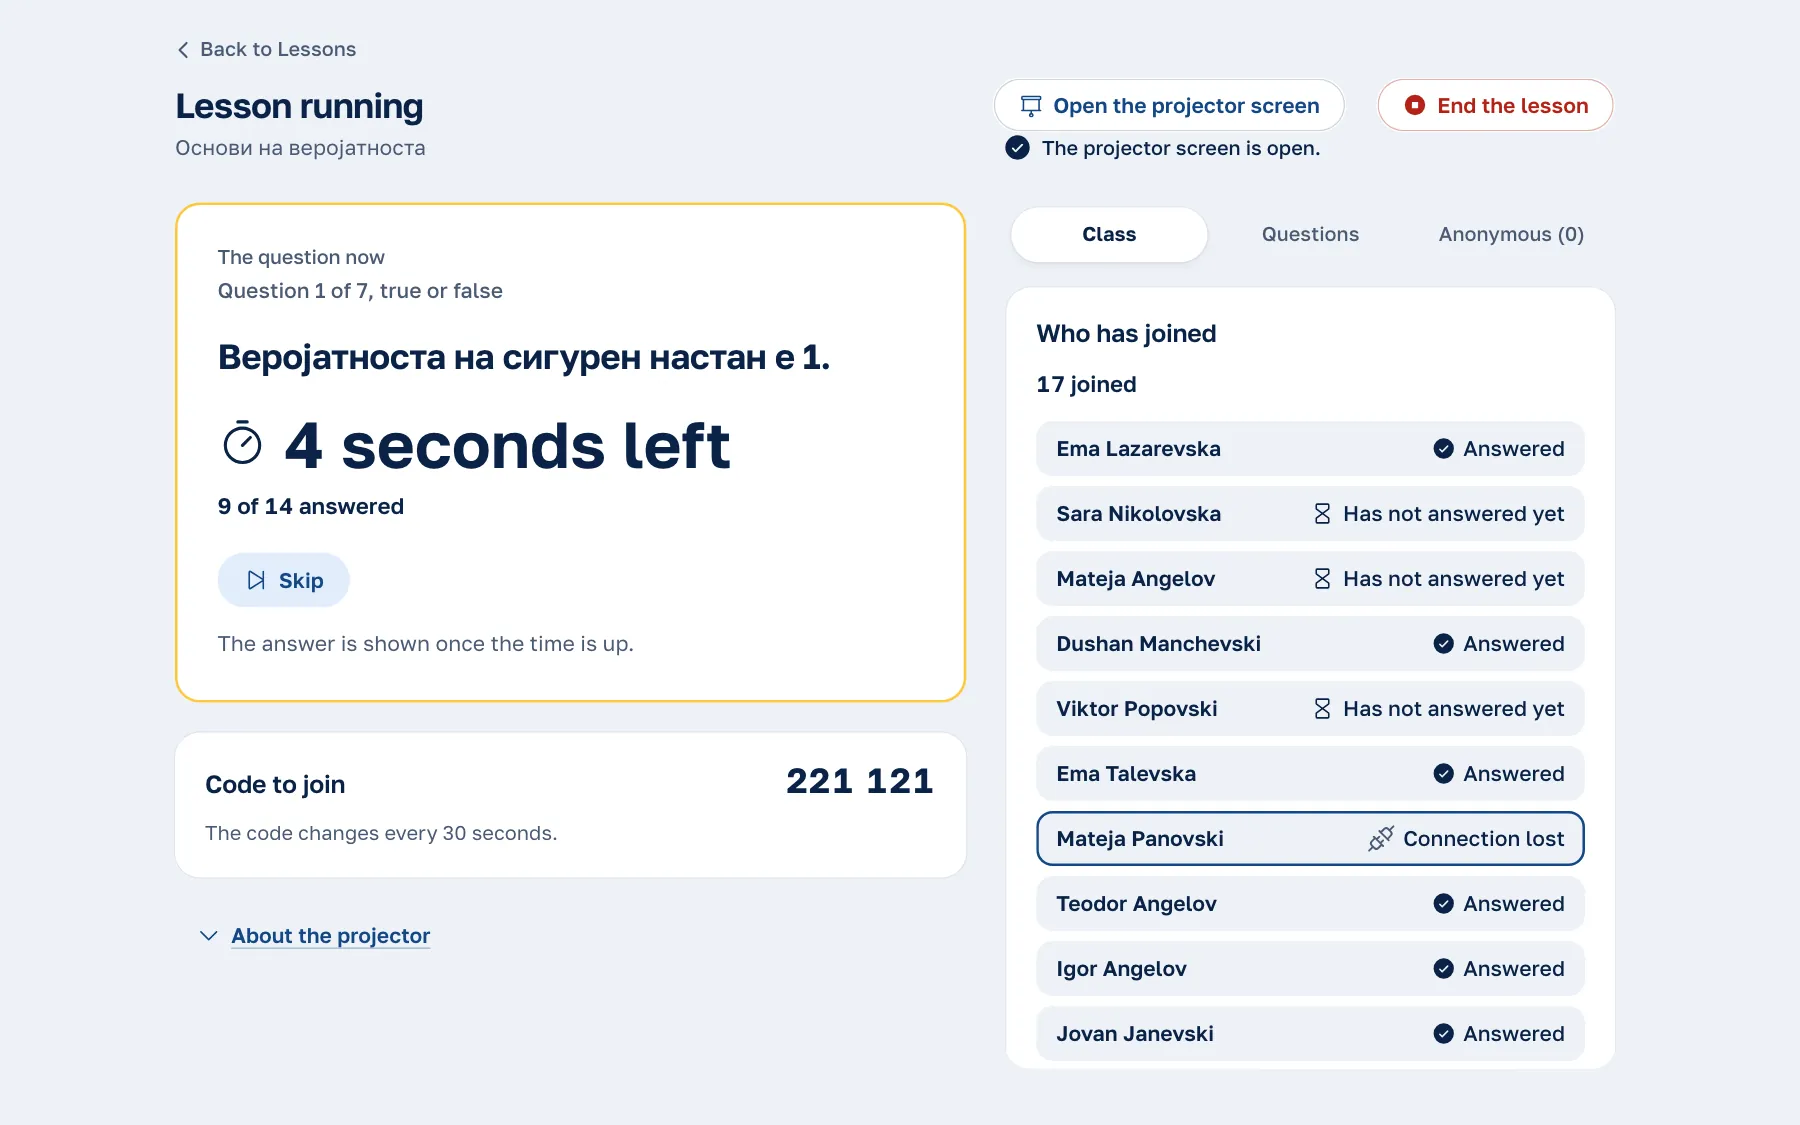 Back to Lessons
Lesson running
Основи на веројатноста
Open the projector screen
End the lesson
The projector screen is open.
The question now
Question 1 of 7, true or false
Веројатноста на сигурен настан е 1.
4 seconds left
9 of 14 answered
Skip
The answer is shown once the time is up.
Code to join
221 121
The code changes every 30 seconds.
About the projector
Class
Questions
Anonymous (0)
Who has joined
17 joined
Ema Lazarevska Answered
Sara Nikolovska Has not answered yet
Mateja Angelov Has not answered yet
Dushan Manchevski Answered
Viktor Popovski Has not answered yet
Ema Talevska Answered
Mateja Panovski Connection lost
Teodor Angelov Answered
Igor Angelov Answered
Jovan Janevski Answered